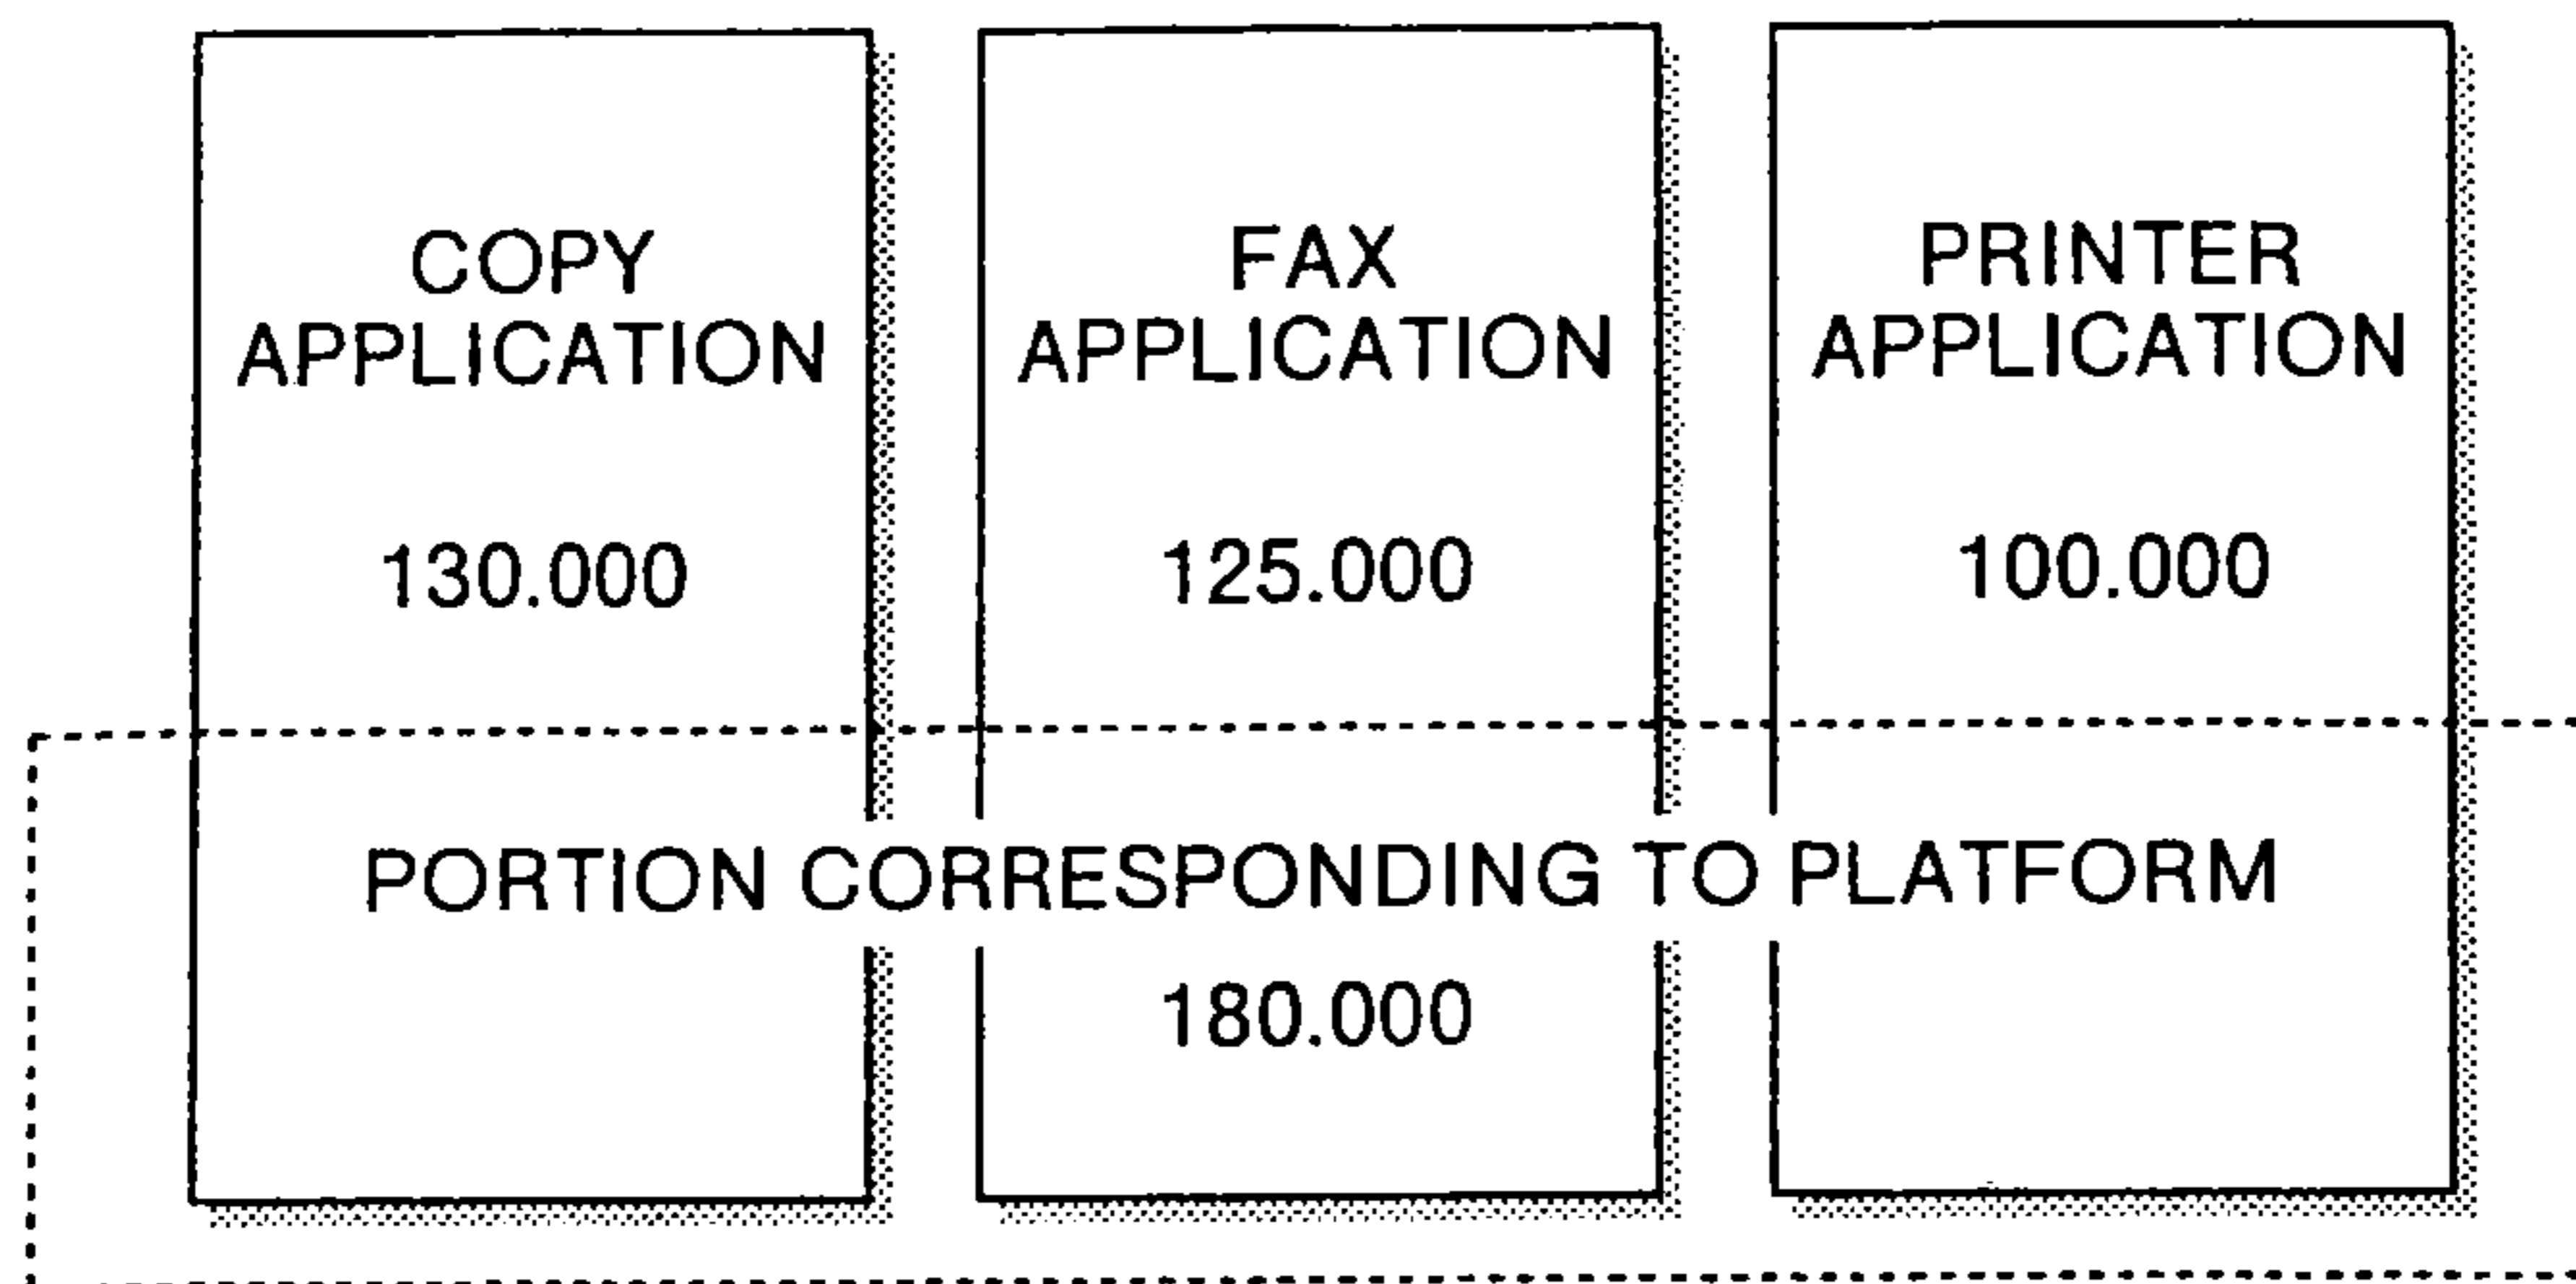 COPY
APPLICATION
130.000
FAX
APPLICATION
125.000
PRINTER
APPLICATION
100.000
PORTION CORRESPONDING TO PLATFORM
180.000